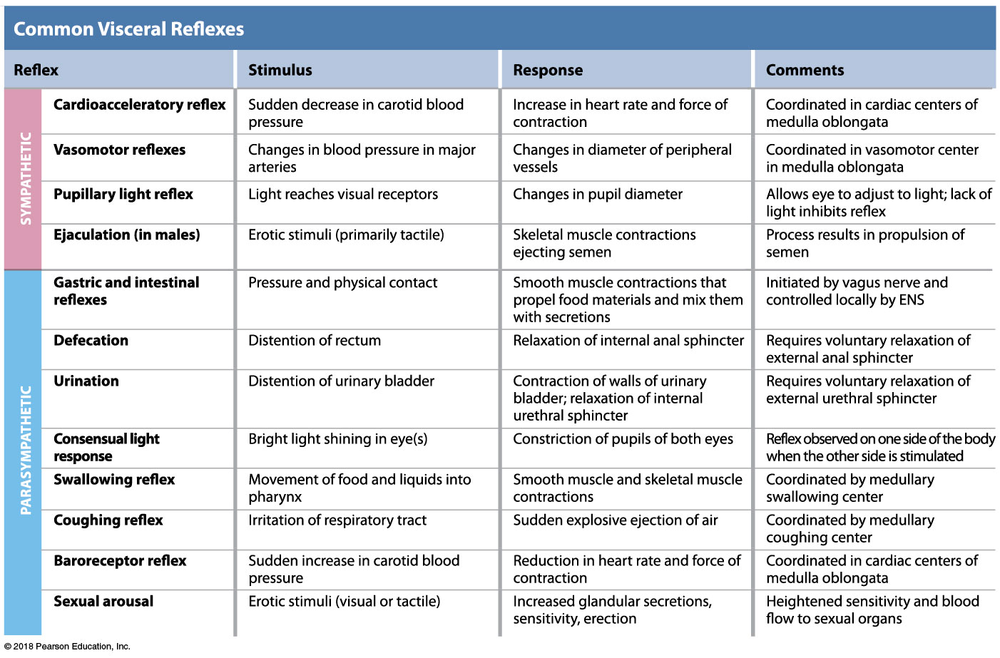 Common Visceral Reflexes
Reflex Stimulus Response Comments
SYMPATHETIC
Cardioacceleratory reflex
Sudden decrease in carotid blood
pressure
Increase in heart rate and force of
contraction
Coordinated in cardiac centers of
medulla oblongata
Vasomotor reflexes
Changes in blood pressure in major
arteries
Changes in diameter of peripheral
vessels
Coordinated in vasomotor center
in medulla oblongata
Pupillary light reflex
Light reaches visual receptors
Changes in pupil diameter
Allows eye to adjust to light; lack of
light inhibits reflex
Ejaculation (in males)
Erotic stimuli (primarily tactile)
Skeletal muscle contractions
ejecting semen
Process results in propulsion of
semen
PARASYMPATHETIC
Gastric and intestinal
reflexes
Pressure and physical contact
Smooth muscle contractions that
propel food materials and mix them
with secretions
Initiated by vagus nerve and
controlled locally by ENS
Defecation
Distention of rectum
Relaxation of internal anal sphincter
Requires voluntary relaxation of
external anal sphincter
Urination
Distention of urinary bladder
Contraction of walls of urinary
bladder; relaxation of internal
urethral sphincter
Requires voluntary relaxation of
external urethral sphincter
Consensual light
response
Bright light shining in eye(s)
Constriction of pupils of both eyes
Reflex observed on one side of the body
when the other side is stimulated
Swallowing reflex
Movement of food and liquids into
pharynx
Smooth muscle and skeletal muscle
contractions
Coordinated by medullary
swallowing center
Coughing reflex
Irritation of respiratory tract
Sudden explosive ejection of air
Coordinated by medullary
coughing center
Baroreceptor reflex
Sudden increase in carotid blood
pressure
Reduction in heart rate and force of
contraction
Coordinated in cardiac centers of
medulla oblongata
Sexual arousal
Erotic stimuli (visual or tactile)
Increased glandular secretions,
sensitivity, erection
Heightened sensitivity and blood
flow to sexual organs
© 2018 Pearson Education, Inc.